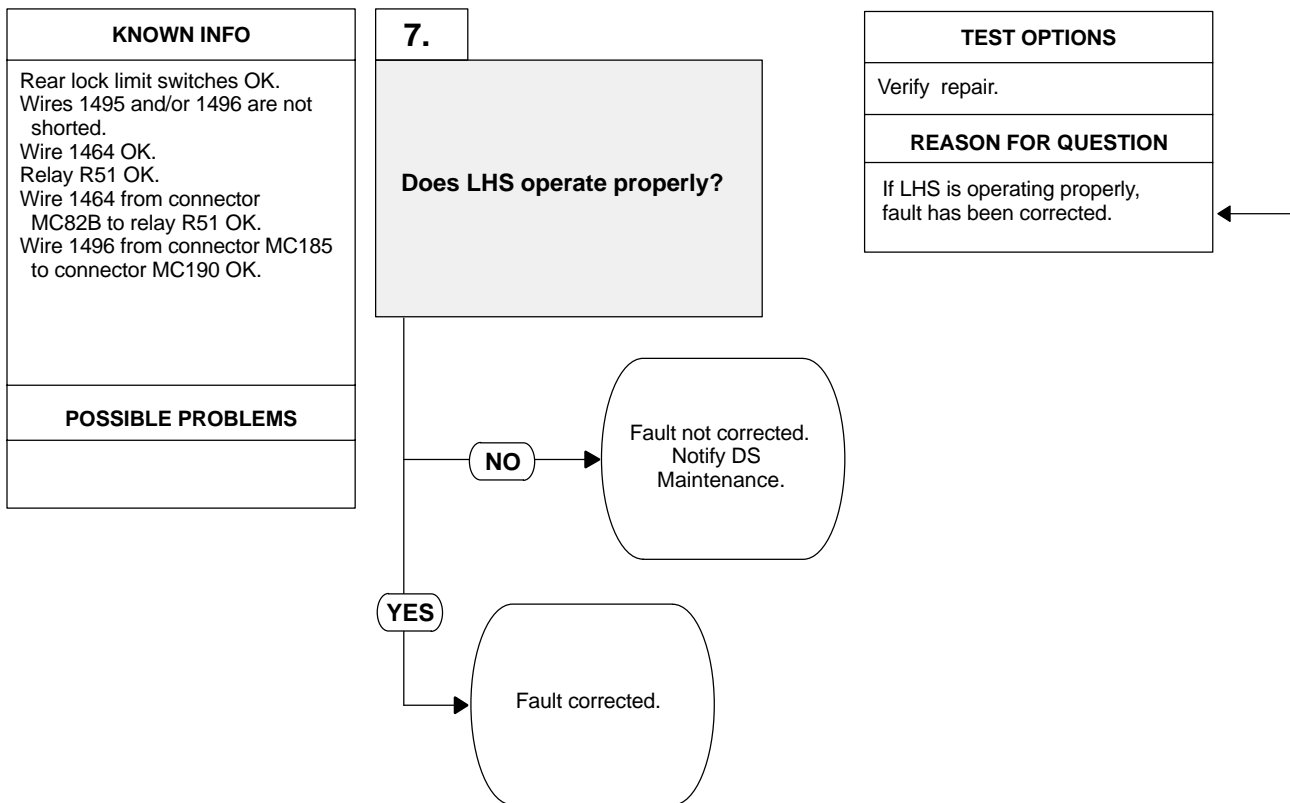 KNOWN INFO
Rear lock limit switches OK.
Wires 1495 and/or 1496 are not
shorted.
Wire 1464 OK.
Relay R51 OK.
Wire 1464 from connector
MC82B to relay R51 OK.
Wire 1496 from connector MC185
to connector MC190 OK.
POSSIBLE PROBLEMS
7.
Does LHS operate properly?
NO
Fault not corrected.
Notify DS
Maintenance.
YES
Fault corrected.
TEST OPTIONS
Verify repair.
REASON FOR QUESTION
If LHS is operating properly,
fault has been corrected.